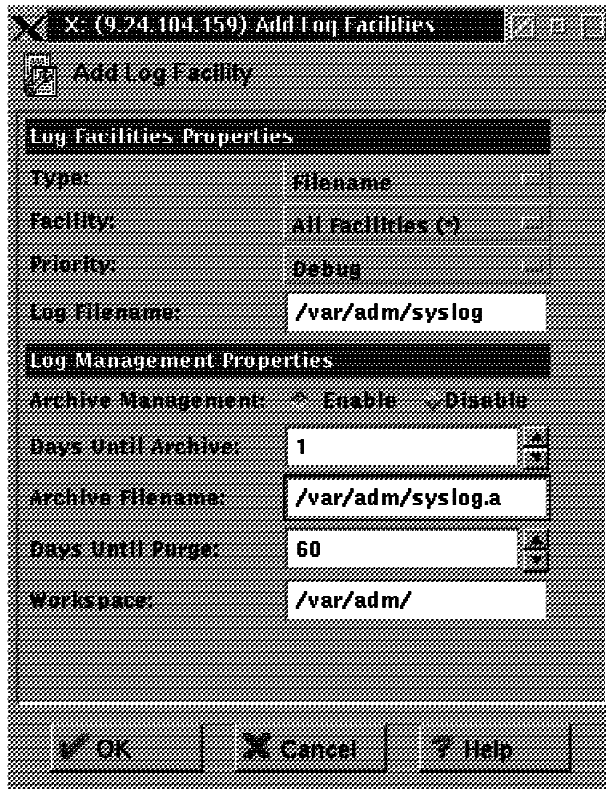 X: (9.24.104.159) Add Log Facilities
Add Log Facility
Log Facilities Properties
Type: Filename
Facility: All Facilities (*)
Priority: Debug
Log Filename: /var/adm/syslog
Log Management Properties
Archive Management: Enable Disable
Days Until Archive: 1
Archive Filename: /var/adm/syslog.a
Days Until Purge: 60
Workspace: /var/adm/
OK Cancel Help